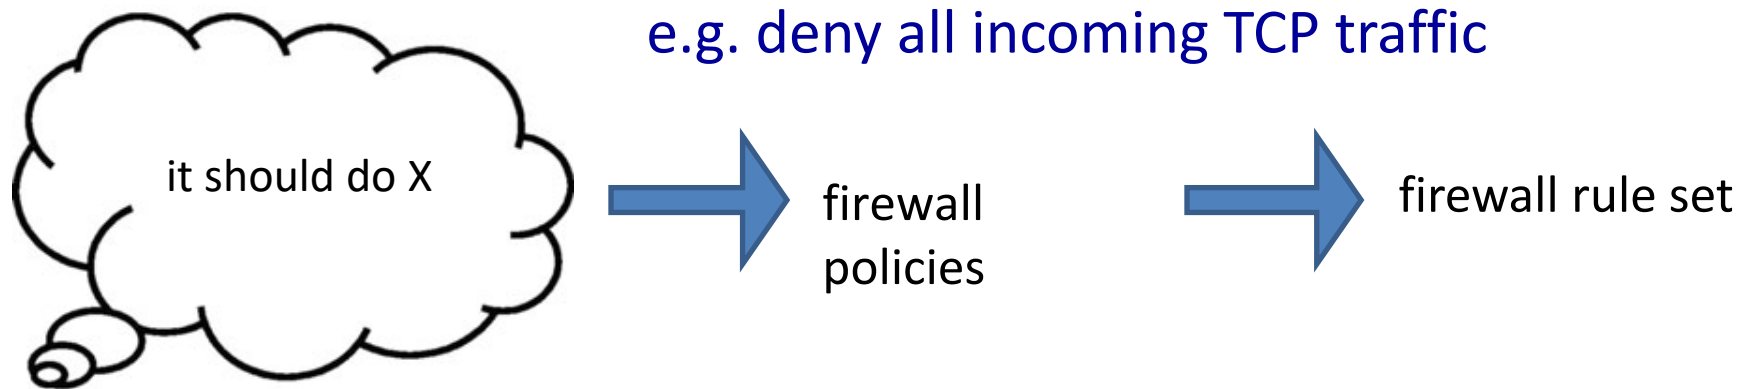 e.g. deny all incoming TCP traffic
it should do X
firewall
policies
firewall rule set